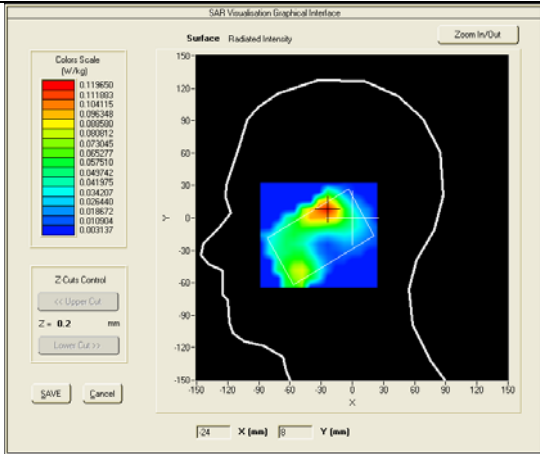 SAR Visualisation Graphical Interface
Surface Radiated Intensity
Zoom In/Out
Colors Scale
(W/kg)
0.119650
0.111883
0.104115
0.096348
0.088580
0.080812
0.073045
0.065277
0.057510
0.049742
0.041975
0.034207
0.026440
0.018672
0.010904
0.003137
150
120
90
60
30
0
-30
-60
-90
-120
-150
Y
-150 -120 -90 -60 -30 0 30 60 90 120 150
X
Z Cuts Control
<< Upper Cut
Z = 0.2 mm
Lower Cut >>
SAVE Cancel
-24 X (mm) 8 Y (mm)